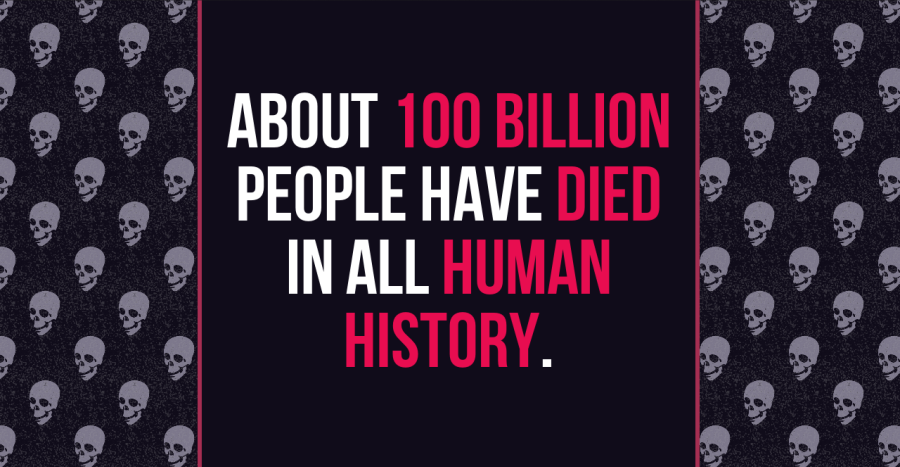 ABOUT 100 BILLION
PEOPLE HAVE DIED
IN ALL HUMAN
HISTORY.